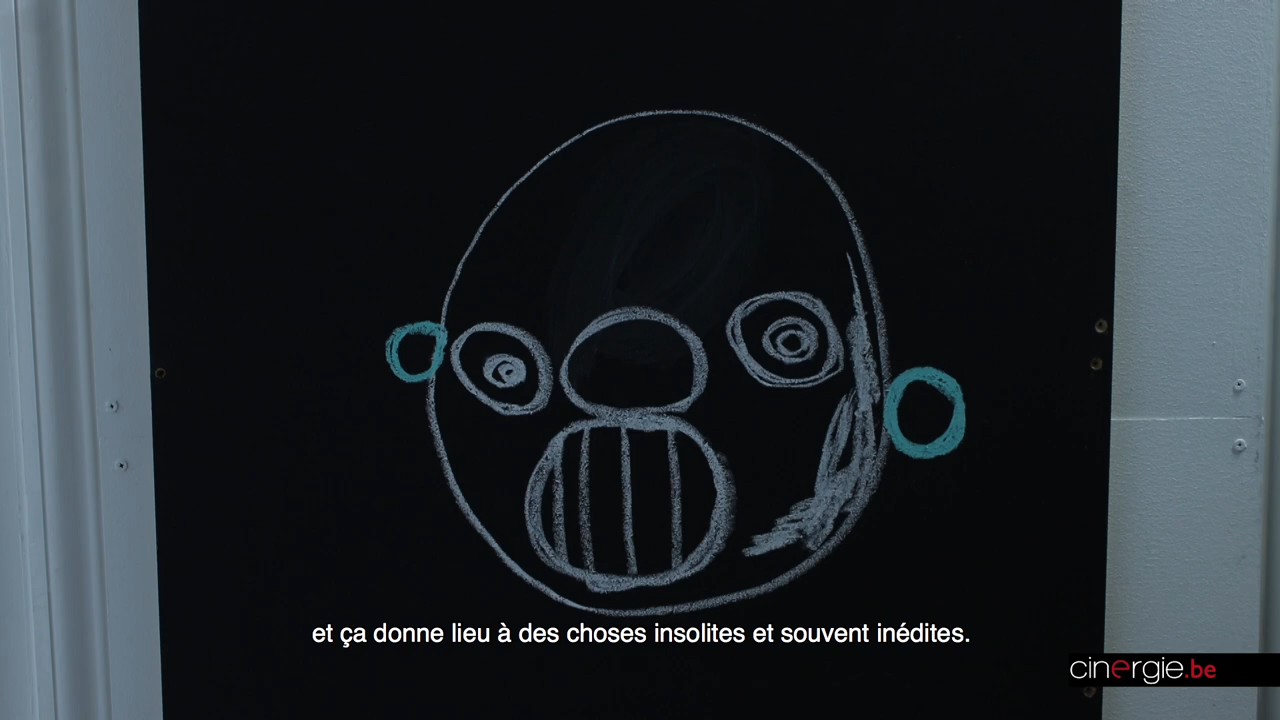 et ça donne lieu à des choses insolites et souvent inédites.
cinergie.be